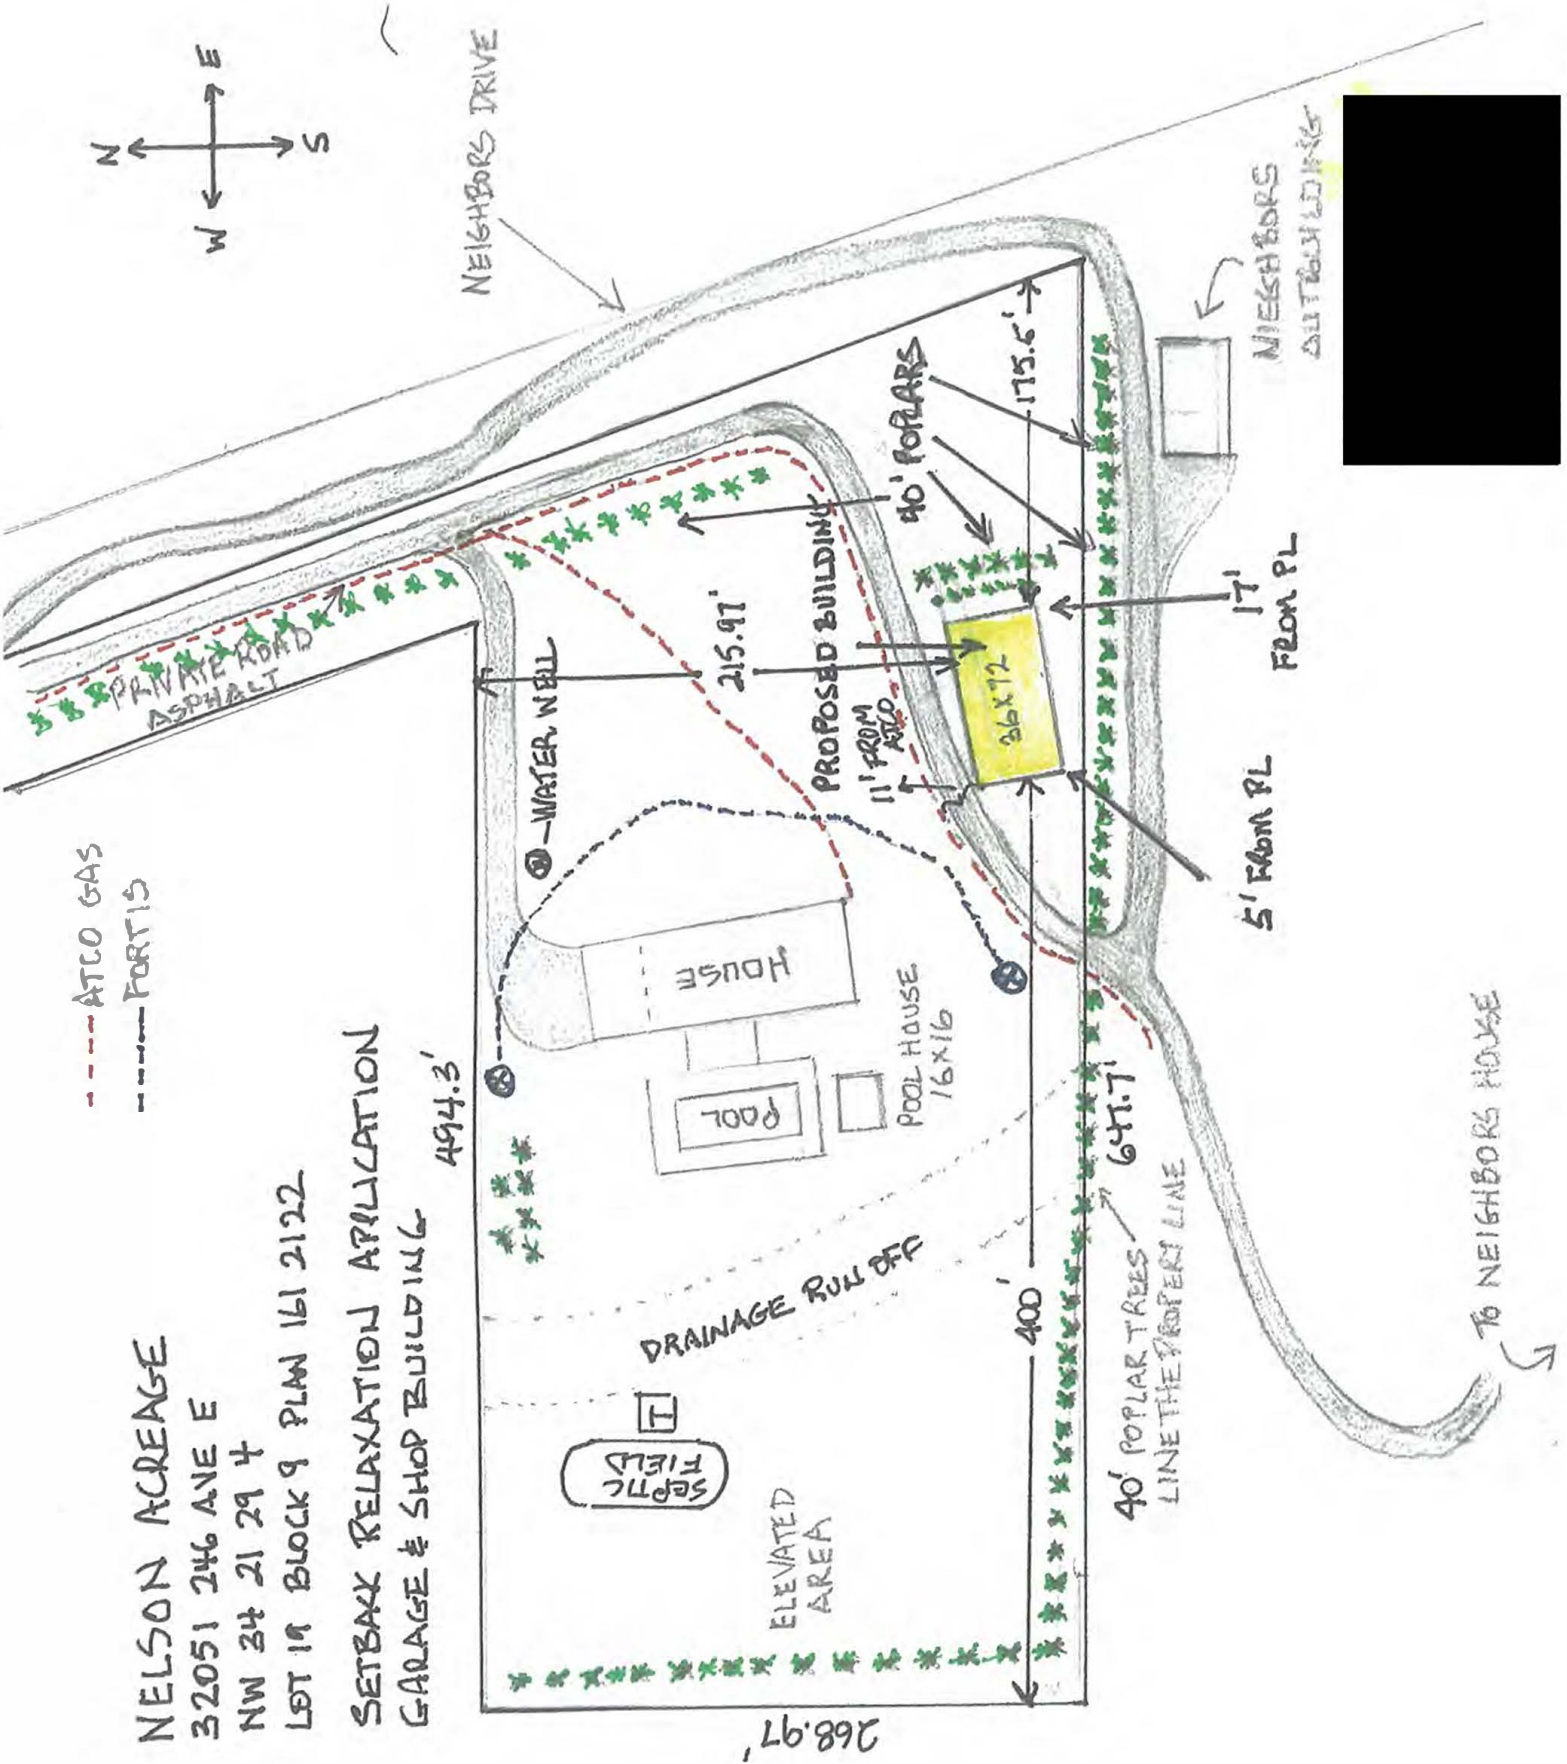 NELSON ACREAGE
32051 246 AVE E
NW 34 21 29 4
LOT 19 BLOCK 9 PLAN 161 2122
SETBACK RELAXATION APPLICATION
GARAGE & SHOP BUILDING
---- ATCO GAS
------ FORTIS
N
W
E
S
NEIGHBORS DRIVE
PRIVATE ROAD
ASPHALT
494.3'
W - WATER WELL
215.97'
PROPOSED BUILDING
11' FROM
ATCO
40' POPLARS
36X72
175.5'
HOUSE
POOL
POOL HOUSE
16X16
DRAINAGE RUN OFF
T
SEPTIC
FIELD
ELEVATED
AREA
268.97'
400'
647.7'
40' POPLAR TREES
LINE THE PROPERTY LINE
5' FROM PL
17'
FROM PL
NIEGHBORS
OUTBUILDING
TO NEIGHBORS HOUSE